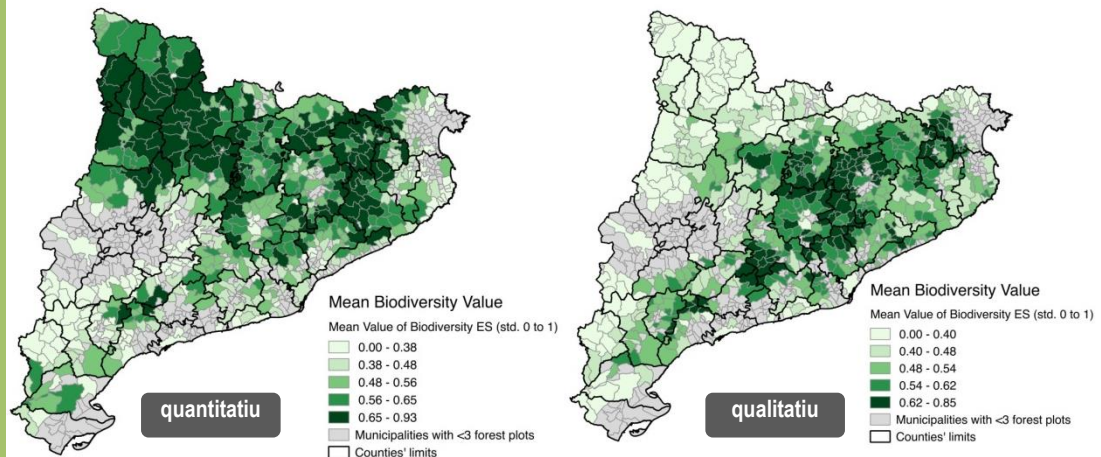 Mean Biodiversity Value
Mean Value of Biodiversity ES (std. 0 to 1)
0.00 - 0.38
0.38 - 0.48
0.48 - 0.56
0.56 - 0.65
0.65 - 0.93
Municipalities with <3 forest plots
Counties' limits
quantitatiu
Mean Biodiversity Value
Mean Value of Biodiversity ES (std. 0 to 1)
0.00 - 0.40
0.40 - 0.48
0.48 - 0.54
0.54 - 0.62
0.62 - 0.85
Municipalities with <3 forest plots
Counties' limits
qualitatiu